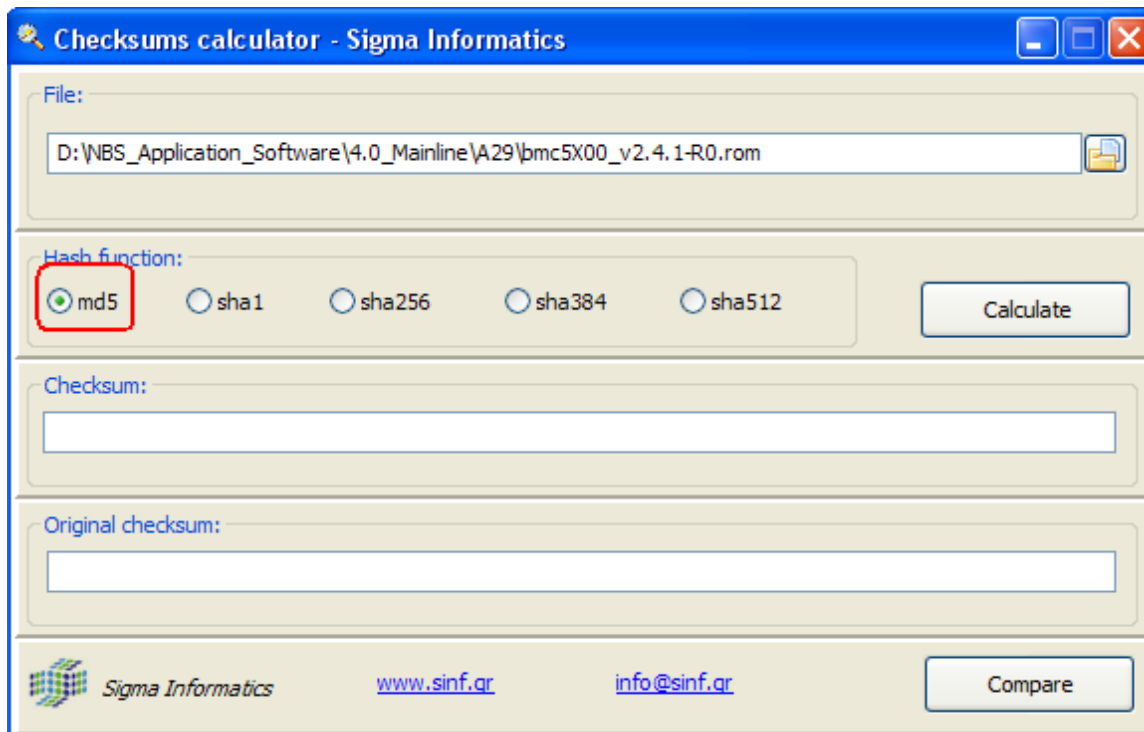 Checksums calculator - Sigma Informatics
File:
D:\NBS_Application_Software\4.0_Mainline\A29\bmc5X00_v2.4.1-R0.rom
Hash function:
md5 sha1 sha256 sha384 sha512 Calculate
Checksum:
Original checksum:
Sigma Informatics www.sinf.gr info@sinf.gr Compare